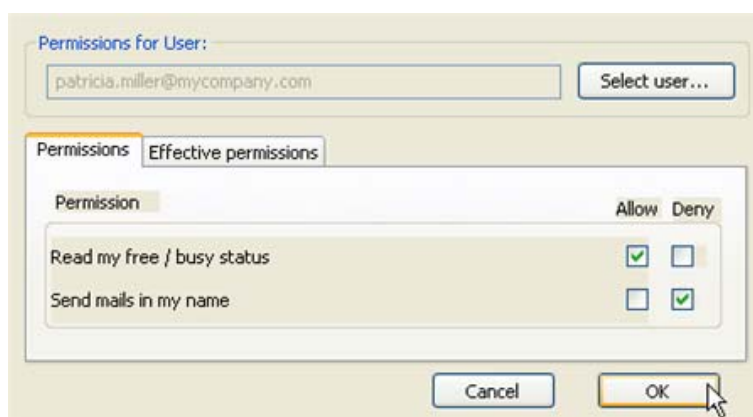 Permissions for User:
patricia.miller@mycompany.com
Select user...
Permissions Effective permissions
Permission Allow Deny
Read my free / busy status
Send mails in my name
Cancel OK